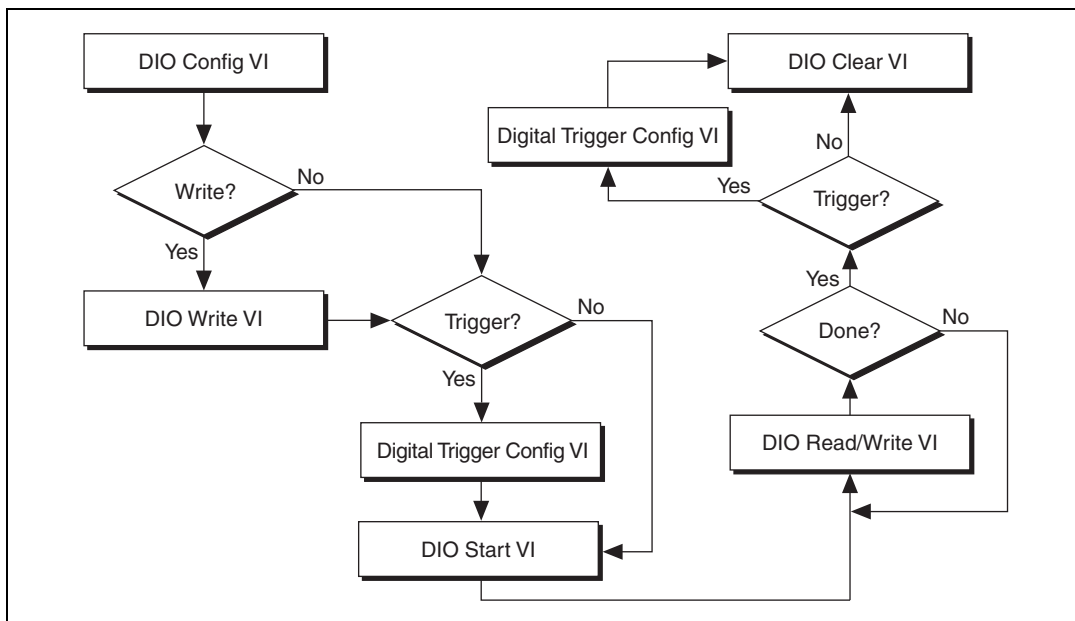 DIO Config VI
Write?
No
Yes
DIO Write VI
Trigger?
No
Yes
Digital Trigger Config VI
DIO Start VI
DIO Read/Write VI
Done?
No
Yes
Trigger?
Yes
No
Digital Trigger Config VI
DIO Clear VI